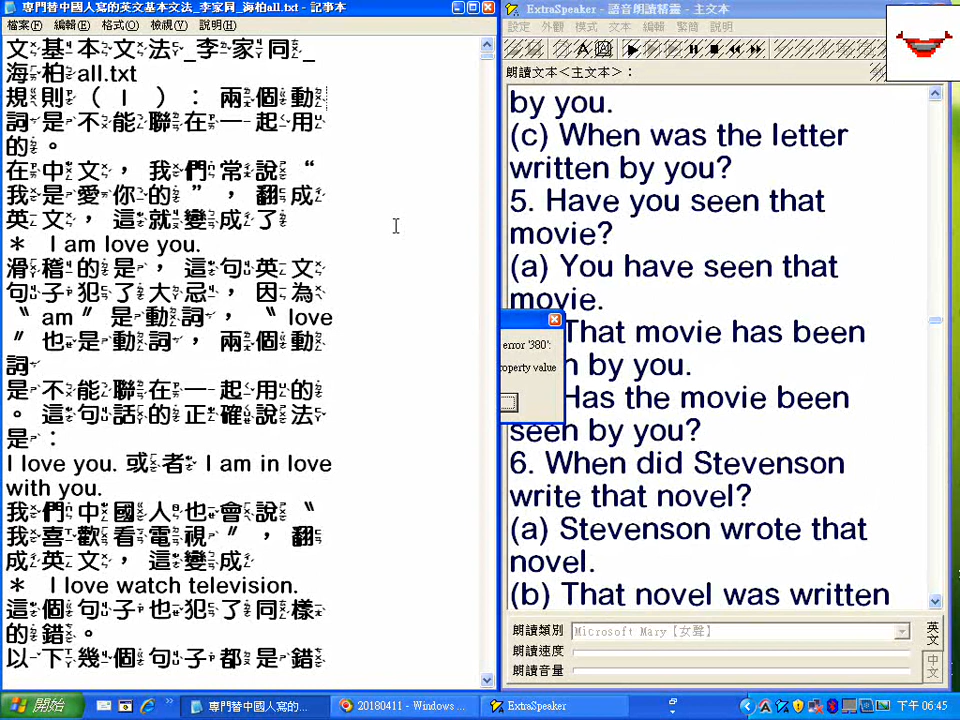 專門替中國人寫的英文基本文法_李家同_海柏all.txt - 記事本
檔案(F) 編輯(E) 格式(O) 檢視(V) 說明(H)
文基本文法_李家同_
海柏all.txt
規則（I）：兩個動
詞是不能聯在一起用
的。
在中文，我們常說“
我是愛你的”，翻成
英文，這就變成了
＊ I am love you.
滑稽的是，這句英文
句子犯了大忌，因為
〝am〞是動詞，〝love
〞也是動詞，兩個動
詞
是不能聯在一起用的
。這句話的正確說法
是：
I love you. 或者 I am in love
with you.
我們中國人也會說〝
我喜歡看電視〞，翻
成英文，這變成
＊ I love watch television.
這個句子也犯了同樣
的錯。
以下幾個句子都是錯
ExtraSpeaker - 語音朗讀精靈 - 主文本
設定 外觀 模式 文本 編輯 繁簡 說明
朗讀文本<主文本>：
by you.
(c) When was the letter
written by you?
5. Have you seen that
movie?
(a) You have seen that
movie.
That movie has been
n by you.
Has the movie been
seen by you?
6. When did Stevenson
write that novel?
(a) Stevenson wrote that
novel.
(b) That novel was written
error '380':
roperty value
朗讀類別 Microsoft Mary【女聲】
朗讀速度
朗讀音量
英文
中文
開始
專門替中國人寫的...
20180411 - Windows ...
ExtraSpeaker
下午 06:45